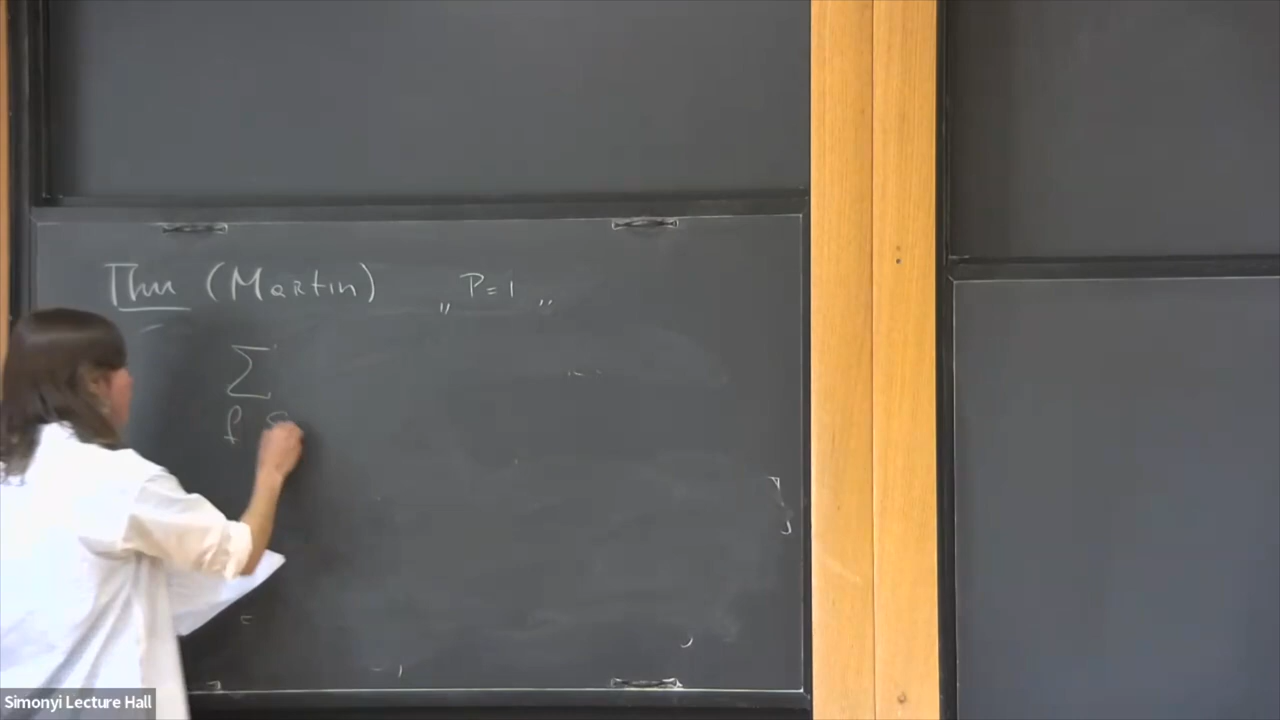 Thm (Martin) „ P=1 "
∑
f
Simonyi Lecture Hall